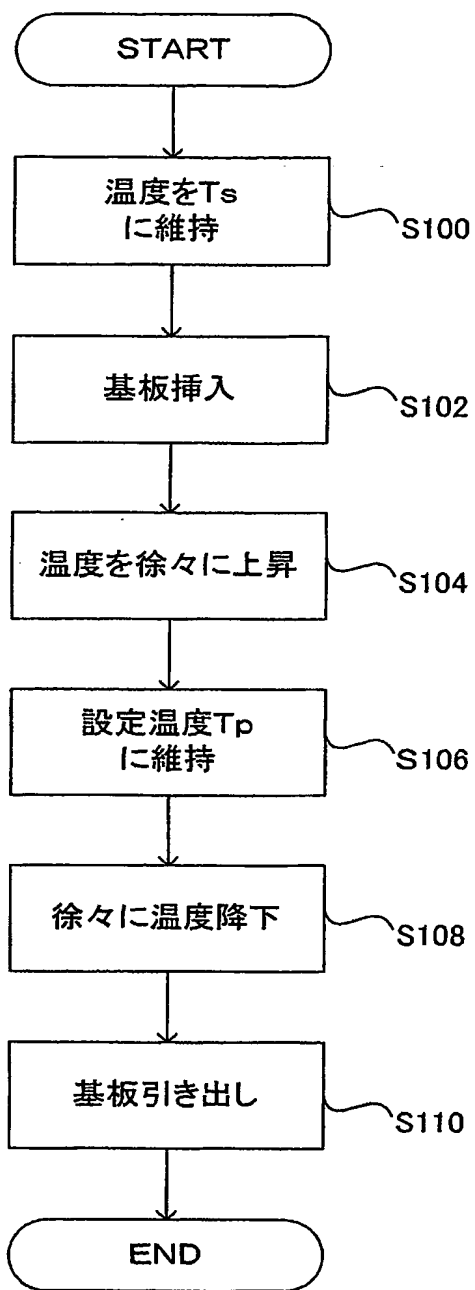 START
温度をTs
に維持
S100
基板挿入
S102
温度を徐々に上昇
S104
設定温度Tp
に維持
S106
徐々に温度降下
S108
基板引き出し
S110
END